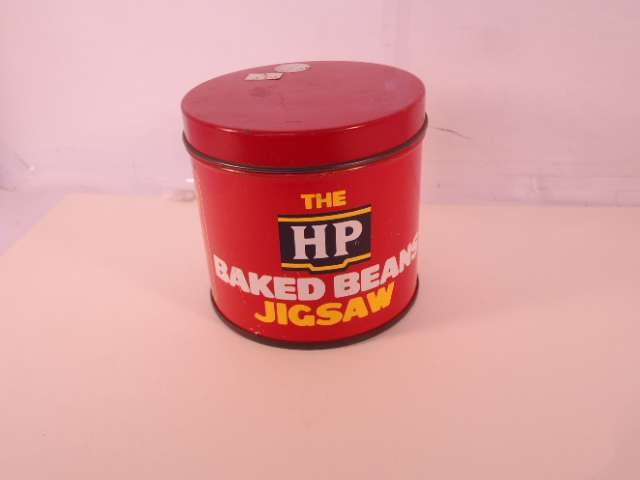 THE
HP
BAKED BEANS
JIGSAW